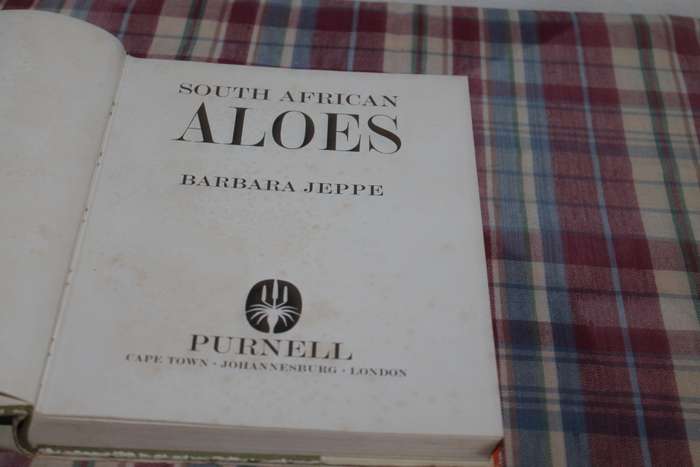 SOUTH AFRICAN
ALOES
BARBARA JEPPE
PURNELL
CAPE TOWN · JOHANNESBURG · LONDON